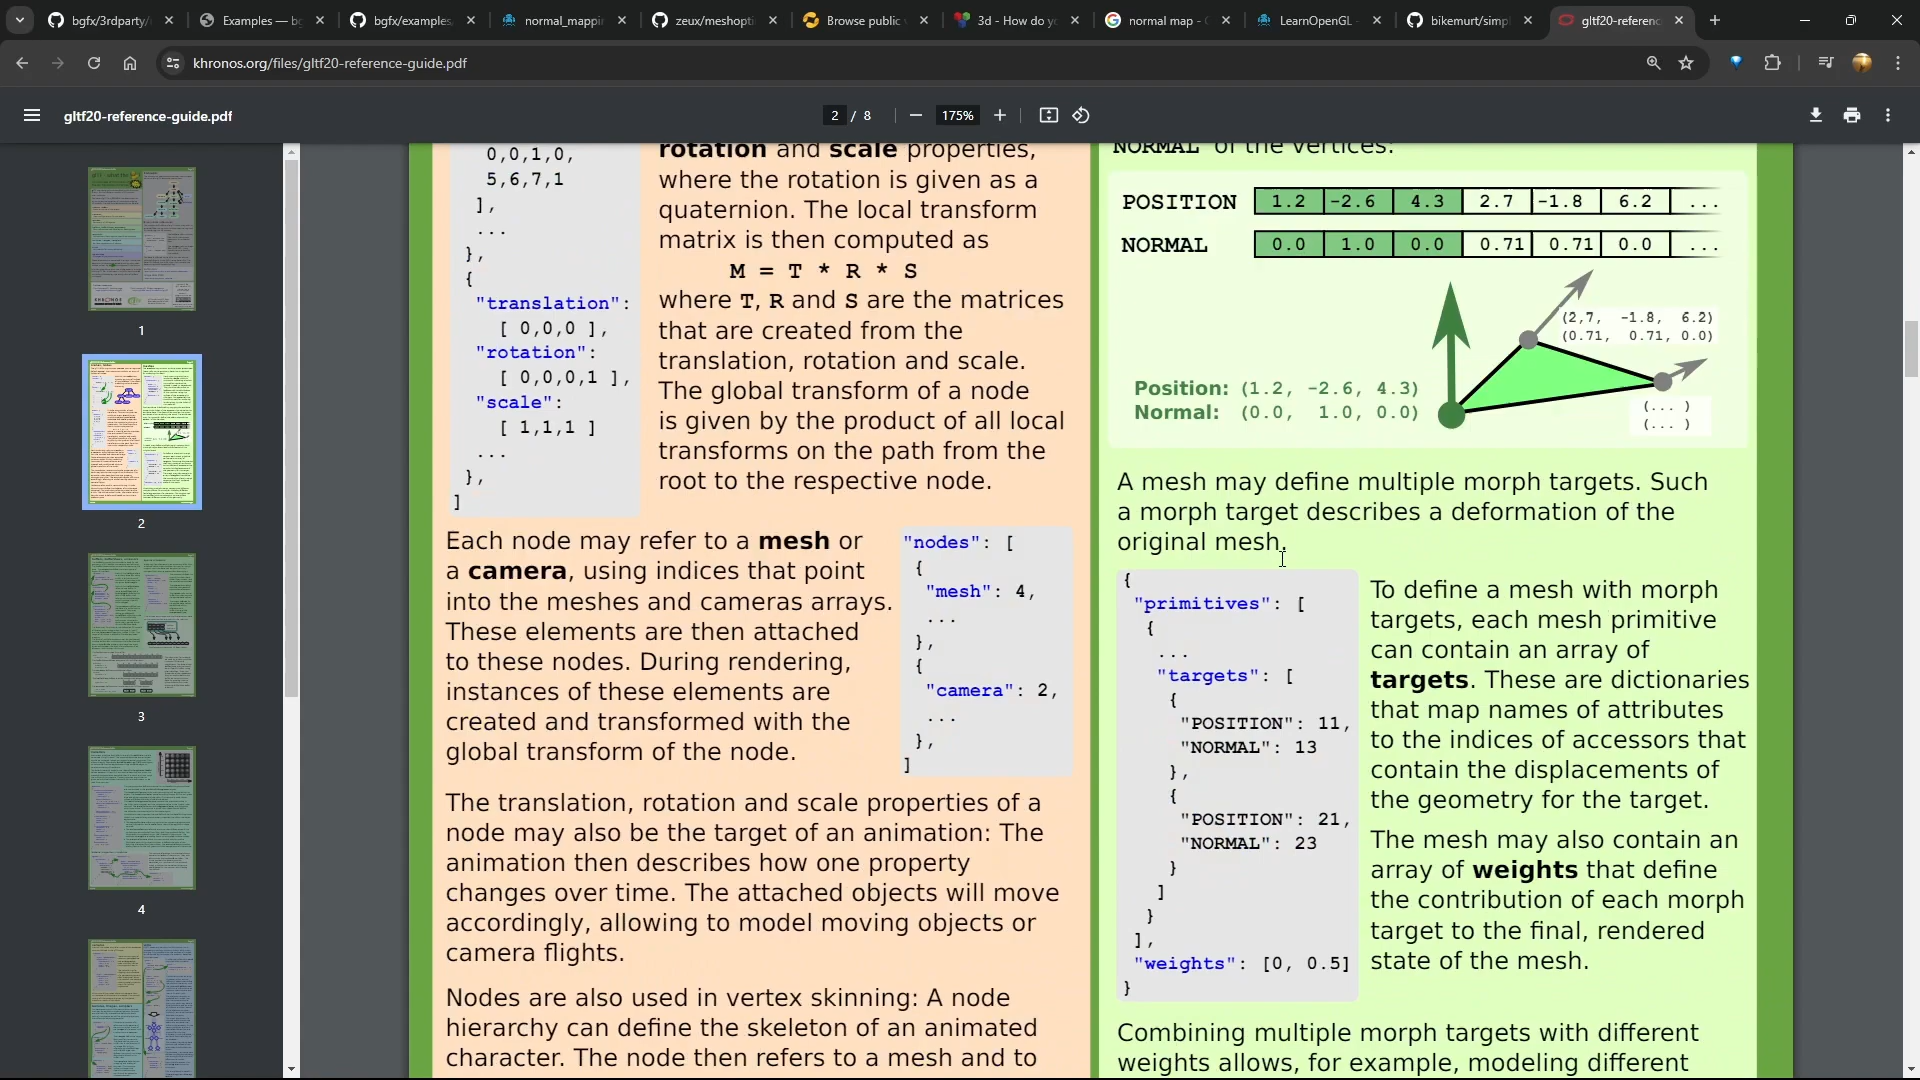 bgfx/3rdparty/
Examples — bg
bgfx/examples,
normal_mappi
zeux/meshopti
Browse public
3d - How do yo
normal map - G
LearnOpenGL -
bikemurt/simpl
gltf20-referenc
khronos.org/files/gltf20-reference-guide.pdf
gltf20-reference-guide.pdf
2 / 8
175%
1
2
3
4
0,0,1,0,
5,6,7,1
],
...
},
{
"translation":
[ 0,0,0 ],
"rotation":
[ 0,0,0,1 ],
"scale":
[ 1,1,1 ]
...
},
]
rotation and scale properties,
where the rotation is given as a
quaternion. The local transform
matrix is then computed as
M = T * R * S
where T, R and S are the matrices
that are created from the
translation, rotation and scale.
The global transform of a node
is given by the product of all local
transforms on the path from the
root to the respective node.
Each node may refer to a mesh or
a camera, using indices that point
into the meshes and cameras arrays.
These elements are then attached
to these nodes. During rendering,
instances of these elements are
created and transformed with the
global transform of the node.
"nodes": [
{
"mesh": 4,
...
},
{
"camera": 2,
...
},
]
The translation, rotation and scale properties of a
node may also be the target of an animation: The
animation then describes how one property
changes over time. The attached objects will move
accordingly, allowing to model moving objects or
camera flights.
Nodes are also used in vertex skinning: A node
hierarchy can define the skeleton of an animated
character. The node then refers to a mesh and to
NORMAL of the vertices:
POSITION 1.2 -2.6 4.3 2.7 -1.8 6.2 ...
NORMAL 0.0 1.0 0.0 0.71 0.71 0.0 ...
(2,7, -1.8, 6.2)
(0.71, 0.71, 0.0)
Position: (1.2, -2.6, 4.3)
Normal: (0.0, 1.0, 0.0)
(... )
(... )
A mesh may define multiple morph targets. Such
a morph target describes a deformation of the
original mesh.
{
"primitives": [
{
...
"targets": [
{
"POSITION": 11,
"NORMAL": 13
},
{
"POSITION": 21,
"NORMAL": 23
}
]
}
],
"weights": [0, 0.5]
}
To define a mesh with morph
targets, each mesh primitive
can contain an array of
targets. These are dictionaries
that map names of attributes
to the indices of accessors that
contain the displacements of
the geometry for the target.
The mesh may also contain an
array of weights that define
the contribution of each morph
target to the final, rendered
state of the mesh.
Combining multiple morph targets with different
weights allows, for example, modeling different